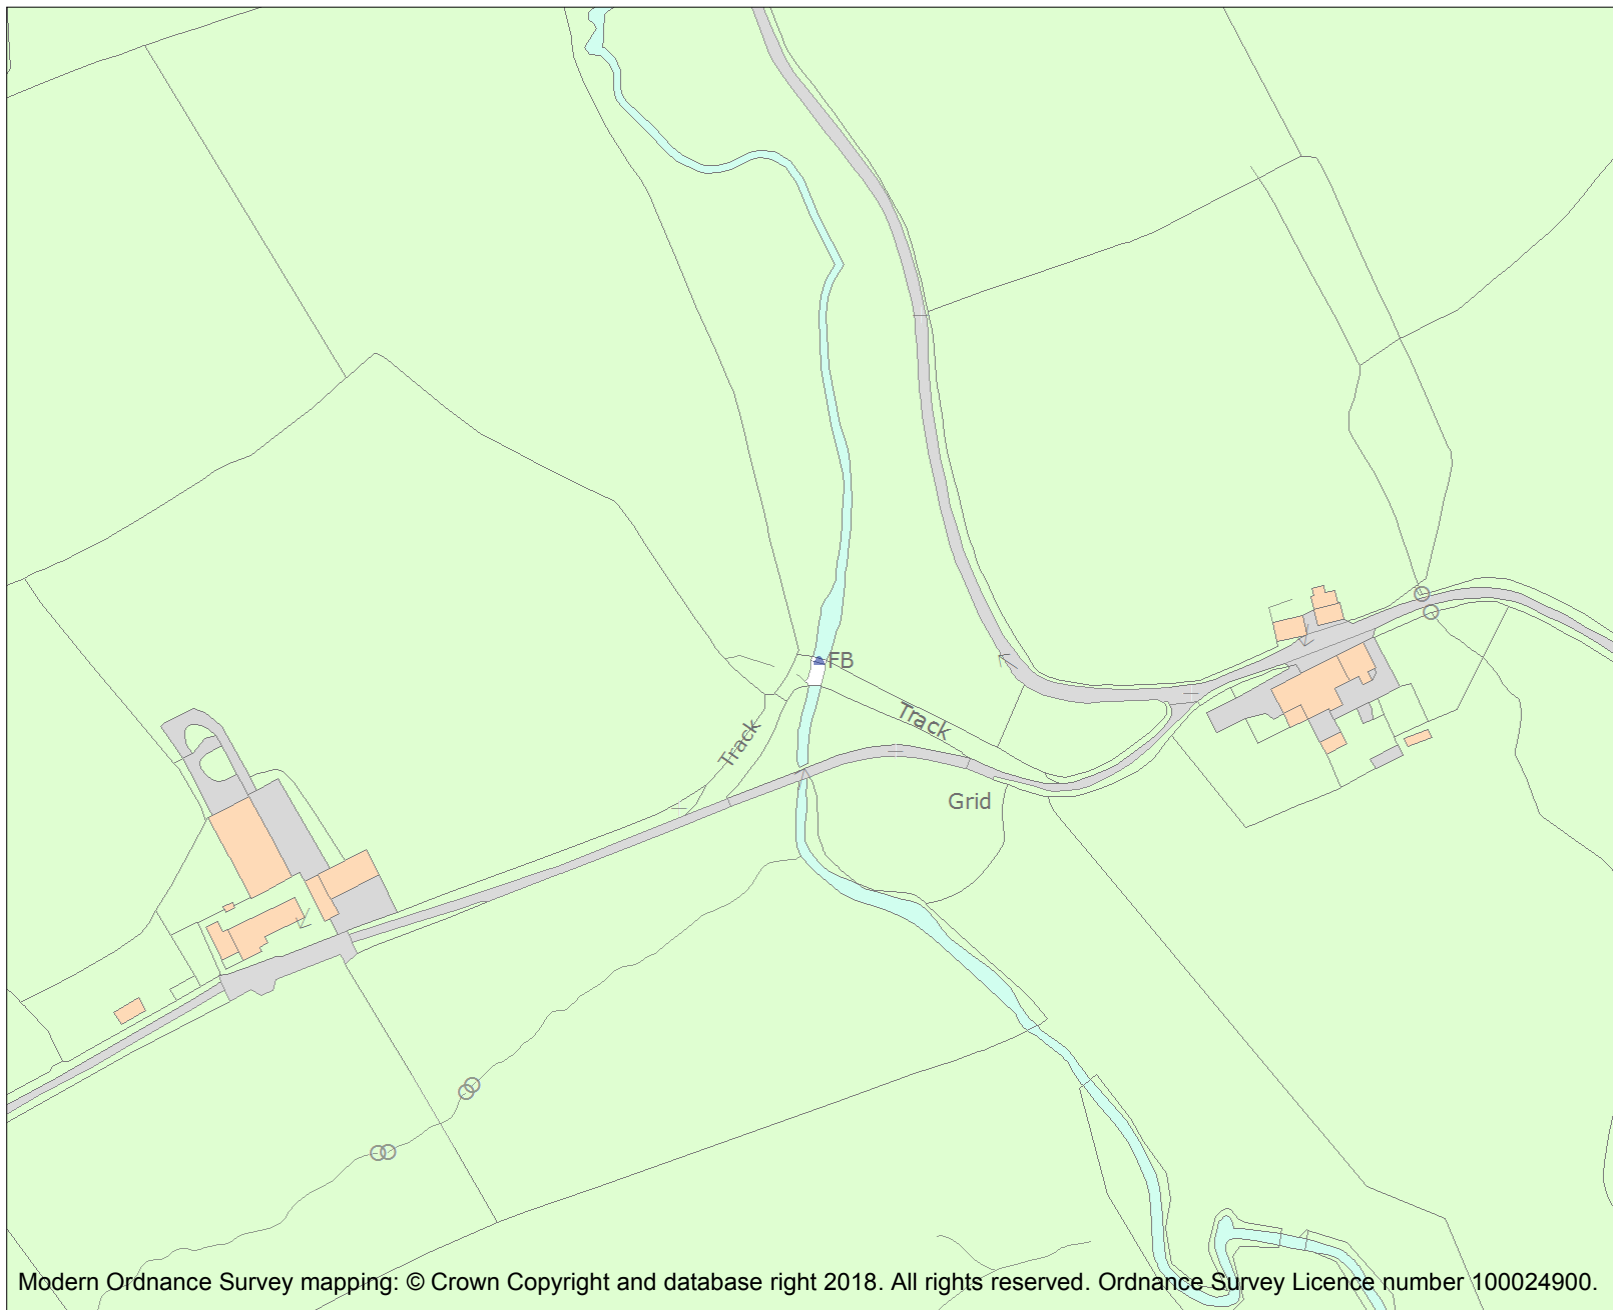 FB
Track
Track
Grid
Modern Ordnance Survey mapping: © Crown Copyright and database right 2018. All rights reserved. Ordnance Survey Licence number 100024900.